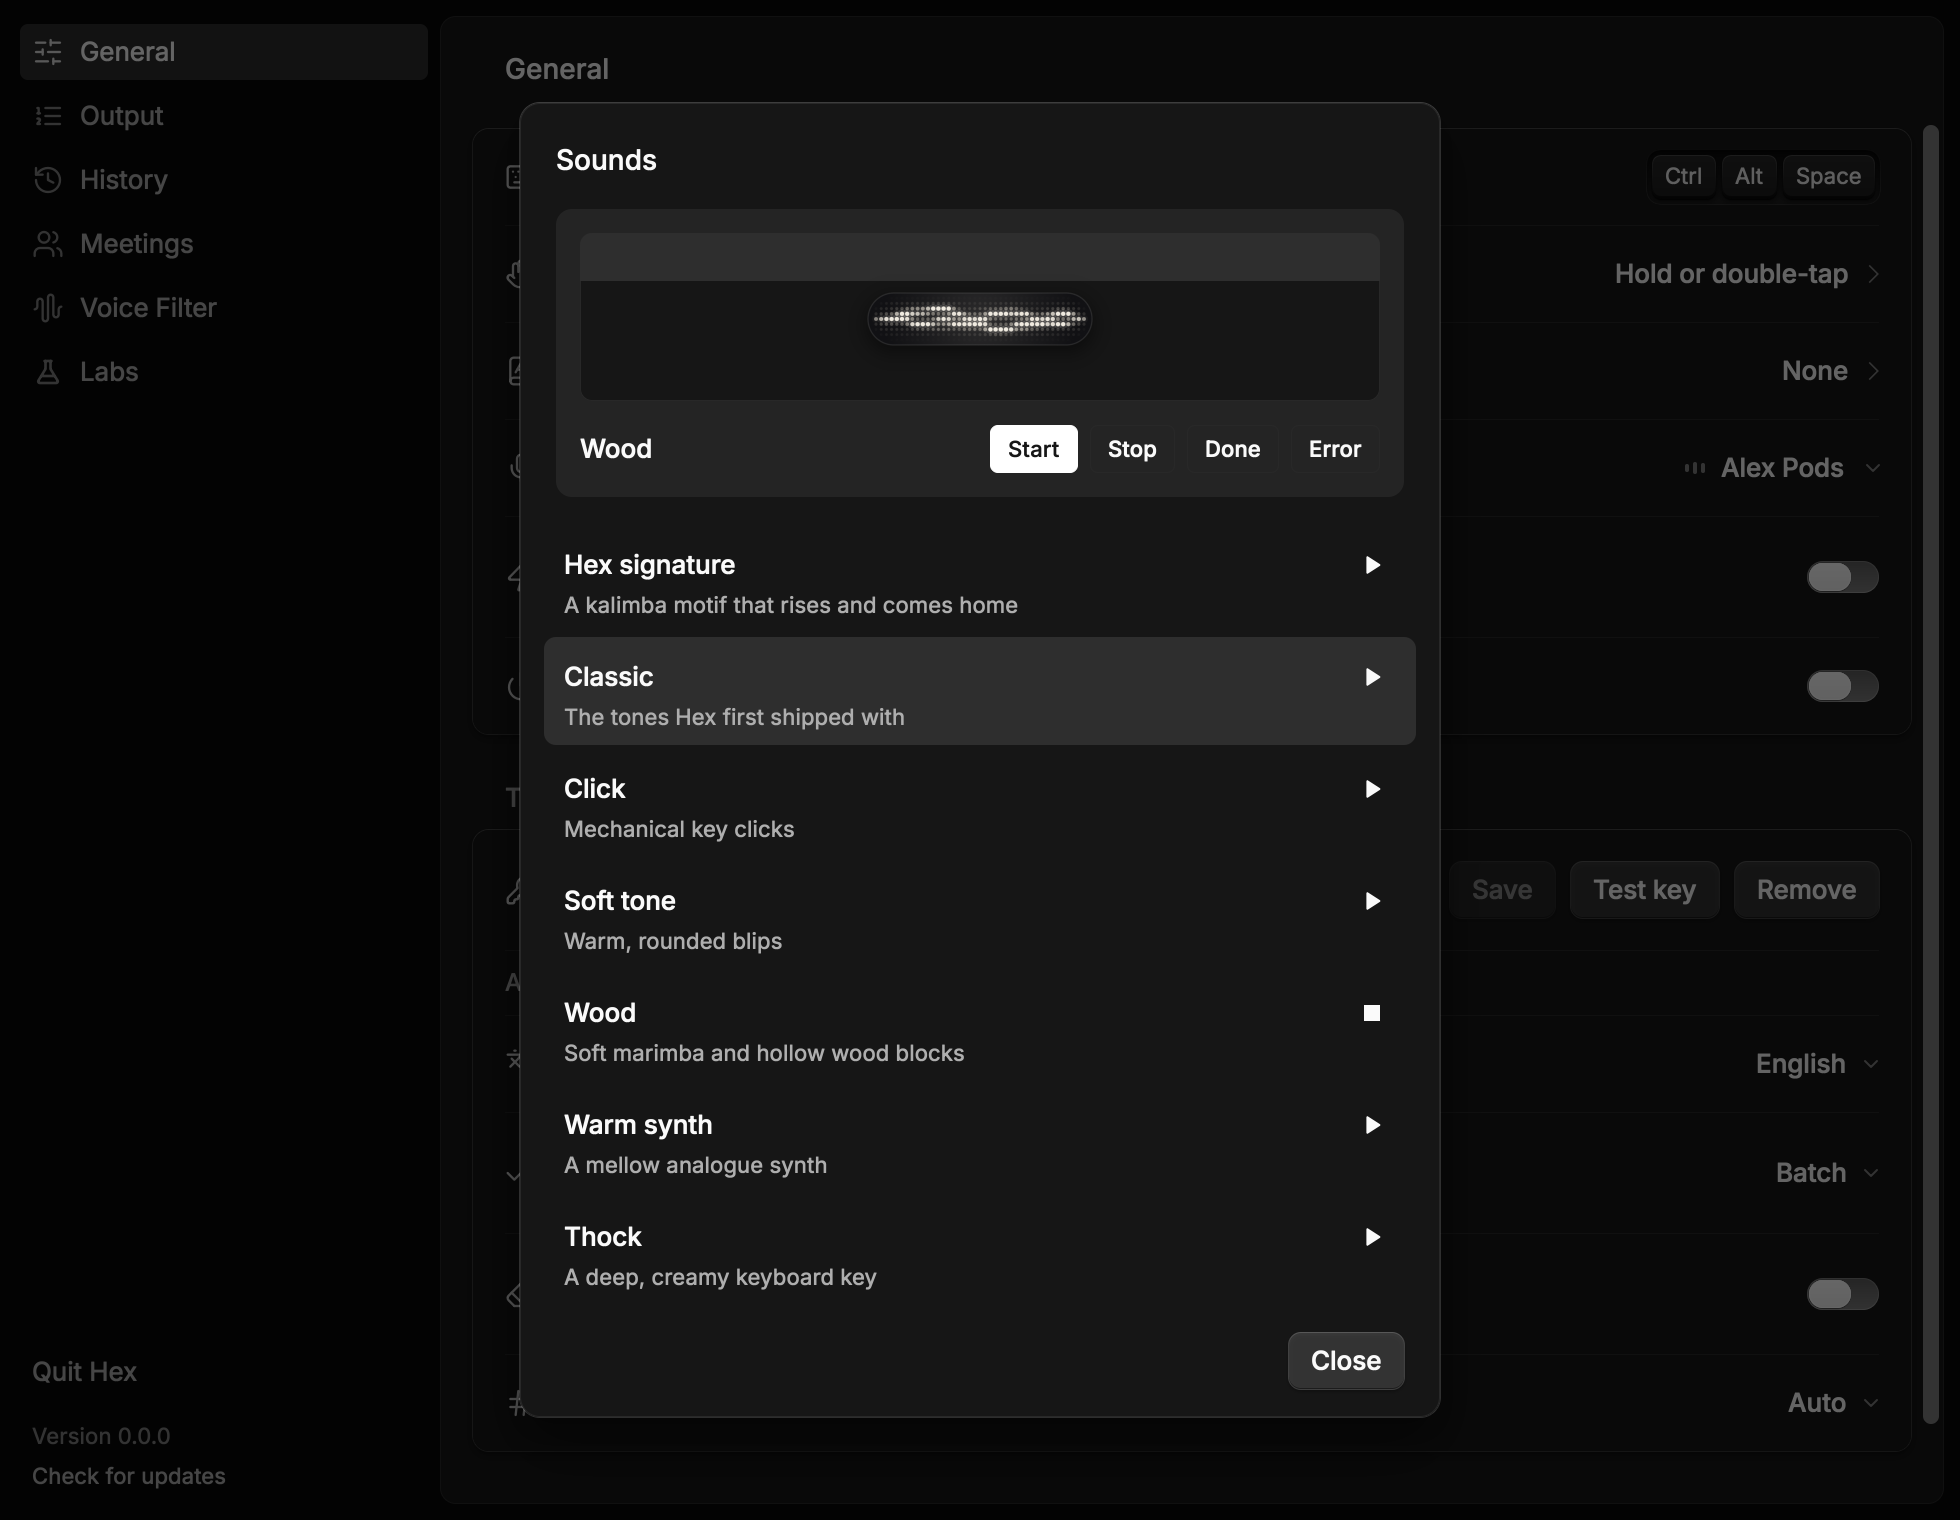 General
Output
History
Meetings
Voice Filter
Labs
Quit Hex
Version 0.0.0
Check for updates
General
Ctrl Alt Space
Hold or double-tap
None
Alex Pods
Save Test key Remove
English
Batch
Auto
Sounds
Wood
Start Stop Done Error
Hex signature
A kalimba motif that rises and comes home
Classic
The tones Hex first shipped with
Click
Mechanical key clicks
Soft tone
Warm, rounded blips
Wood
Soft marimba and hollow wood blocks
Warm synth
A mellow analogue synth
Thock
A deep, creamy keyboard key
Close